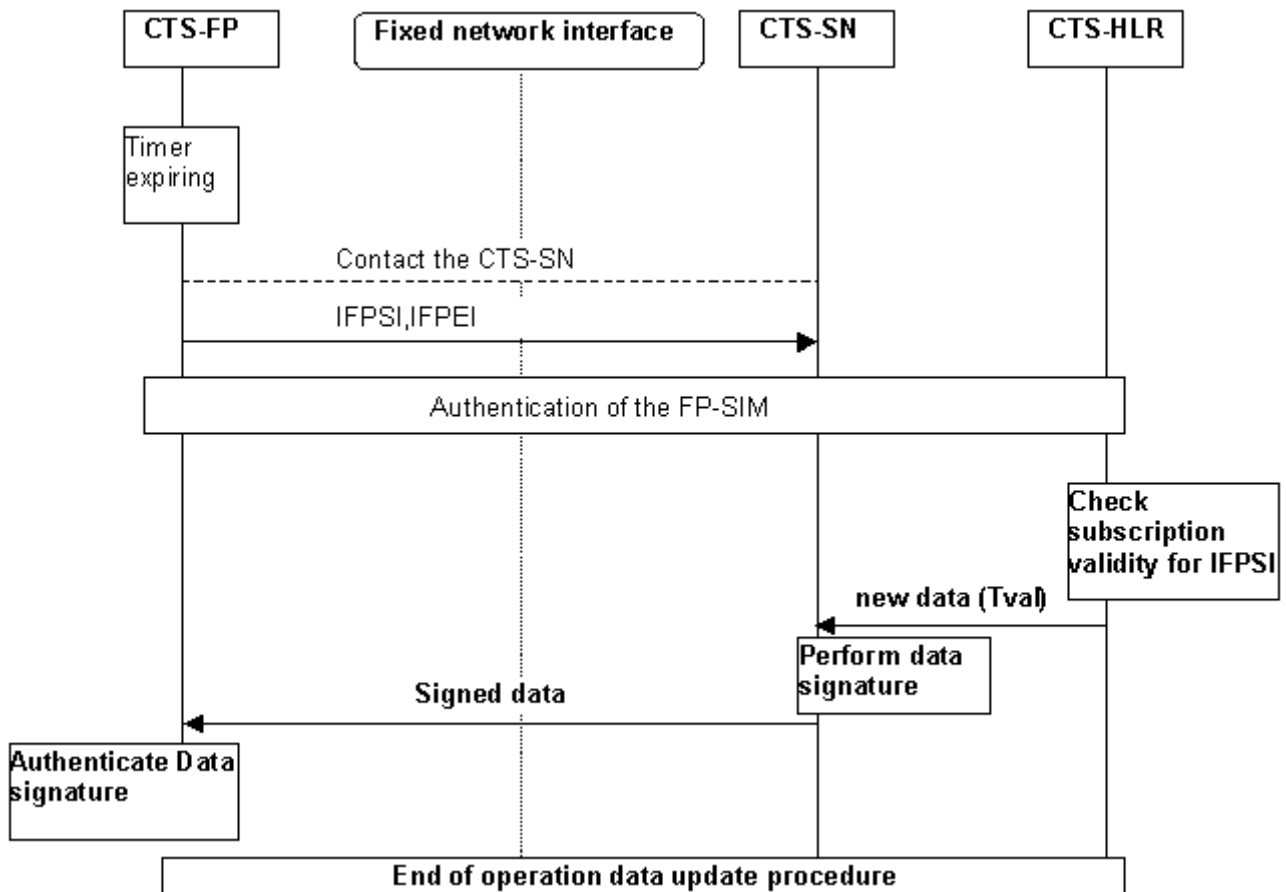 CTS-FP
Fixed network interface
CTS-SN
CTS-HLR
Timer
expiring
Contact the CTS-SN
IFPSI,IFPEI
Authentication of the FP-SIM
Check
subscription
validity for IFPSI
new data (Tval)
Perform data
signature
Signed data
Authenticate Data
signature
End of operation data update procedure